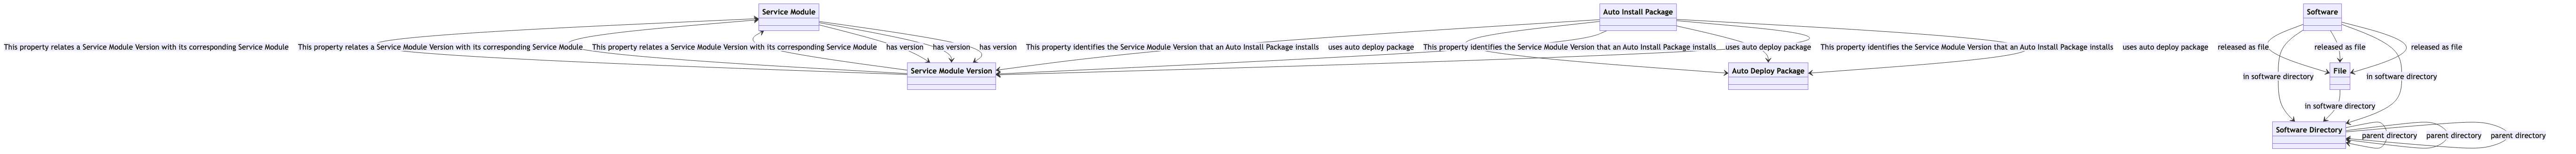 Service Module
Auto Install Package
Software
This property relates a Service Module Version with its corresponding Service Module
This property relates a Service Module Version with its corresponding Service Module
This property relates a Service Module Version with its corresponding Service Module
has version
has version
has version
This property identifies the Service Module Version that an Auto Install Package installs
uses auto deploy package
This property identifies the Service Module Version that an Auto Install Package installs
uses auto deploy package
This property identifies the Service Module Version that an Auto Install Package installs
uses auto deploy package
released as file
released as file
released as file
Service Module Version
Auto Deploy Package
File
in software directory
in software directory
in software directory
Software Directory
parent directory
parent directory
parent directory